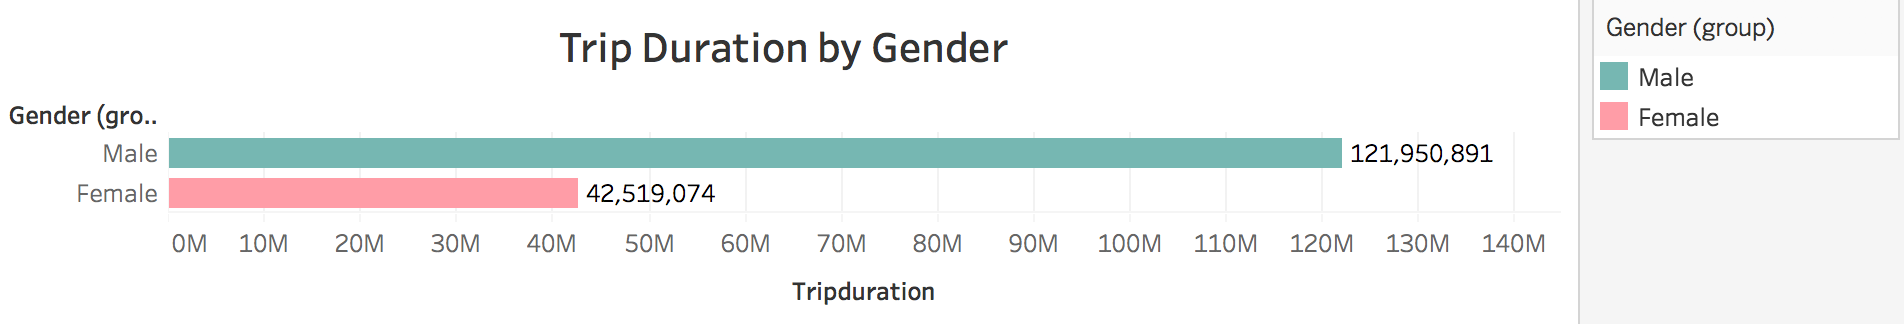 Trip Duration by Gender
Gender (gro..
Male 121,950,891
Female 42,519,074
0M 10M 20M 30M 40M 50M 60M 70M 80M 90M 100M 110M 120M 130M 140M
Tripduration
Gender (group)
Male
Female